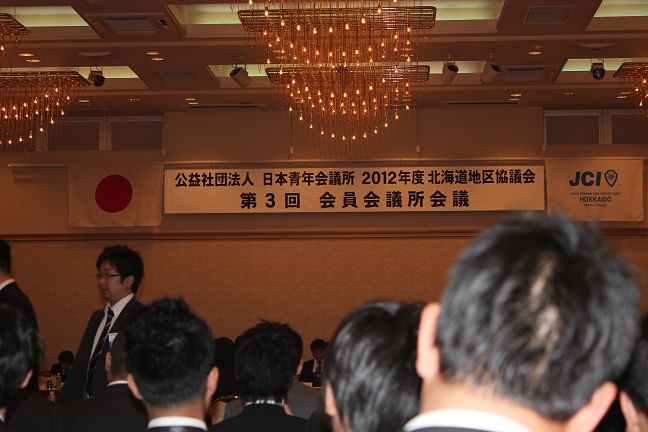 公益社団法人 日本青年会議所 2012年度 北海道地区協議会
第3回 会員会議所会議
JCI
HOKKAIDO